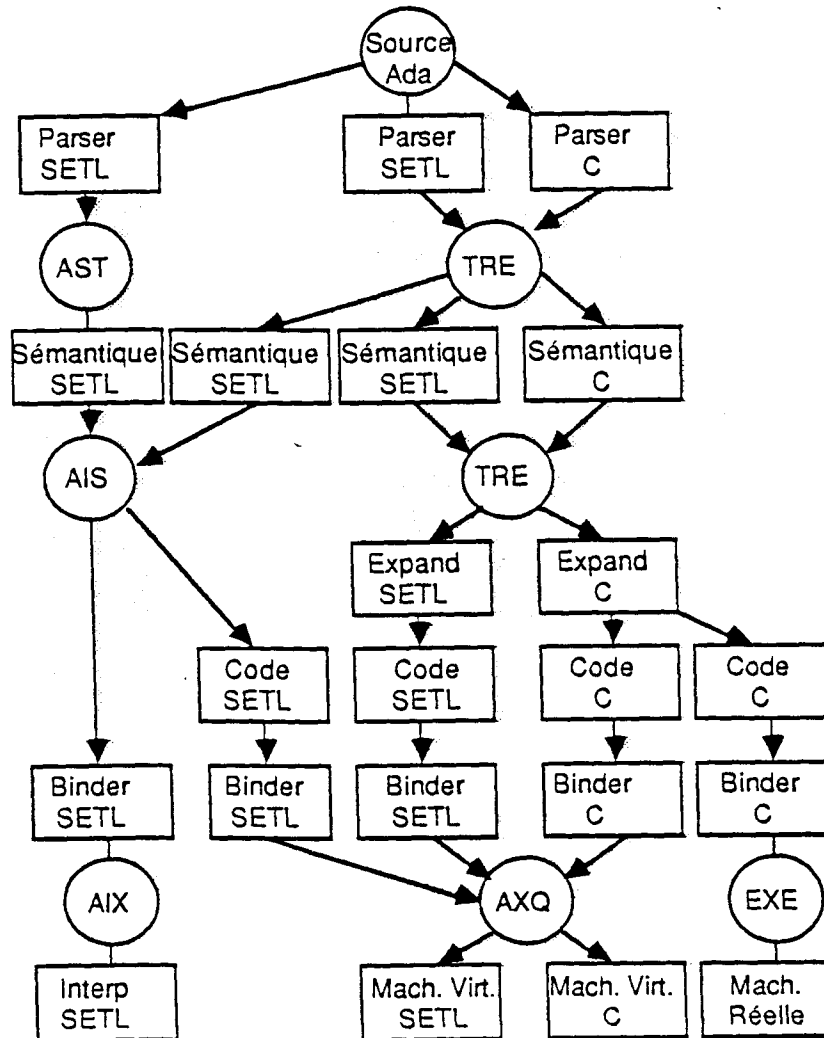 Source
Ada
Parser
SETL
Parser
SETL
Parser
C
AST
TRE
Sémantique
SETL
Sémantique
SETL
Sémantique
SETL
Sémantique
C
AIS
TRE
Expand
SETL
Expand
C
Code
SETL
Code
SETL
Code
C
Code
C
Binder
SETL
Binder
SETL
Binder
SETL
Binder
C
Binder
C
AIX
AXQ
EXE
Interp
SETL
Mach. Virt.
SETL
Mach. Virt.
C
Mach.
Réelle